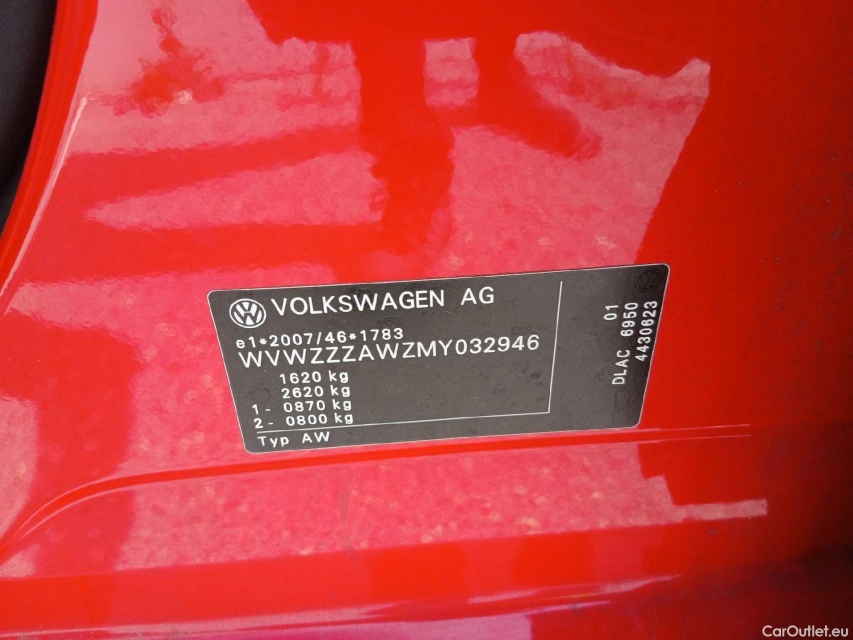 VOLKSWAGEN AG
e1*2007/46*1783
WVWZZZAWZMY032946
1620 kg
2620 kg
1- 0870 kg
2- 0800 kg
Typ AW
01
DLAC 6950
4430623
CarOutlet.eu